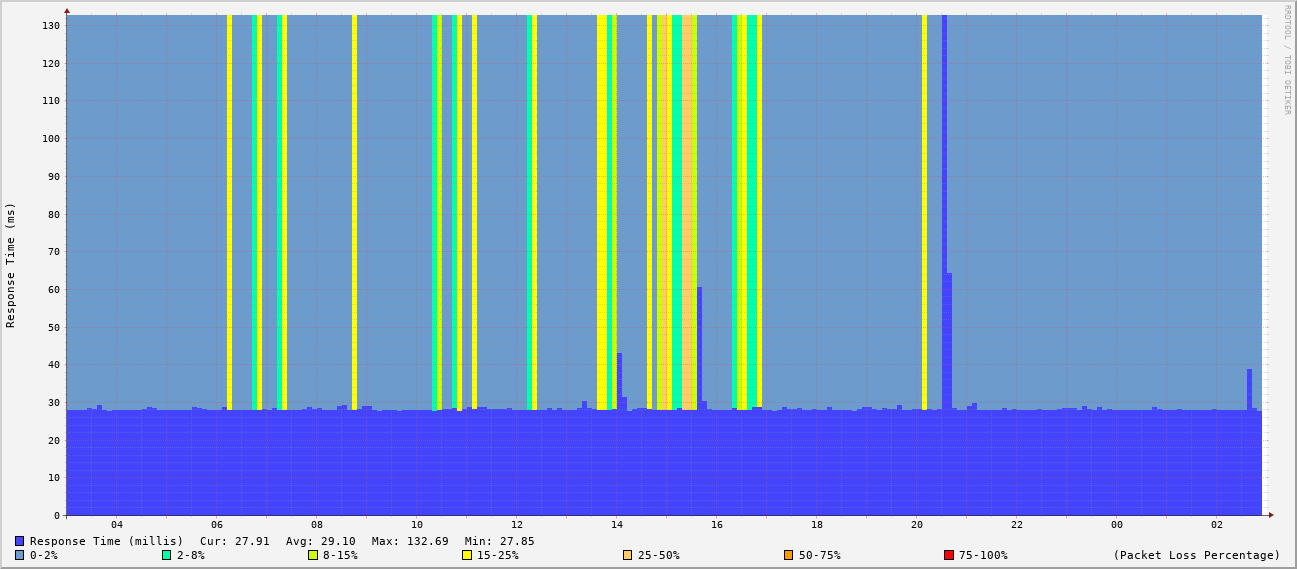 RRDTOOL / TOBI OETIKER
Response Time (ms)
130
120
110
100
90
80
70
60
50
40
30
20
10
0
04 06 08 10 12 14 16 18 20 22 00 02
Response Time (millis) Cur: 27.91 Avg: 29.10 Max: 132.69 Min: 27.85
0-2% 2-8% 8-15% 15-25% 25-50% 50-75% 75-100% (Packet Loss Percentage)